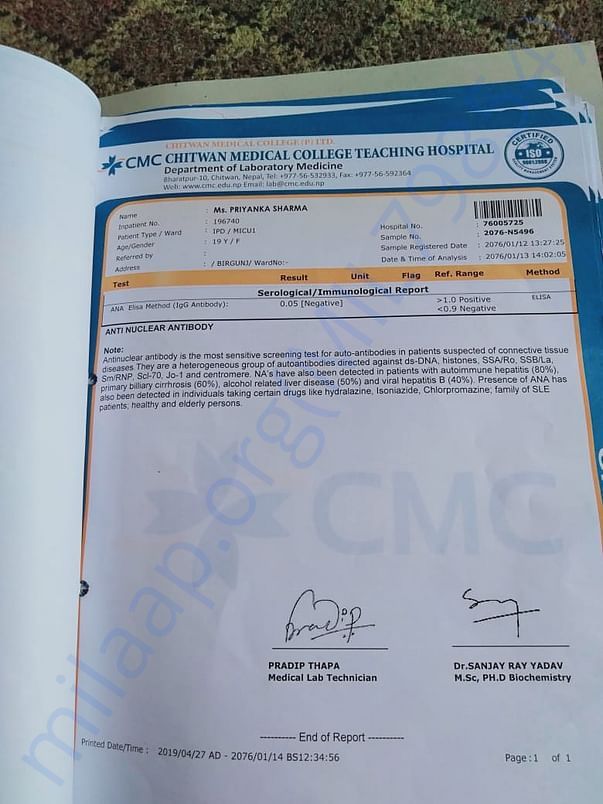 CHITWAN MEDICAL COLLEGE (P) LTD.
CMC CHITWAN MEDICAL COLLEGE TEACHING HOSPITAL
Department of Laboratory Medicine
Bharatpur-10, Chitwan, Nepal, Tel: +977-56-532933, Fax: +977-56-592364
Web: www.cmc.edu.np Email: lab@cmc.edu.np
CERTIFIED
ISO
Name : Ms. PRIYANKA SHARMA
Inpatient No. : 196740
Patient Type / Ward : IPD / MICU1
Age/Gender : 19 Y / F
Referred by :
Address : / BIRGUNJ/ WardNo:-
Hospital No. : 76005725
Sample No. : 2076-N5496
Sample Registered Date : 2076/01/12 13:27:25
Date & Time of Analysis : 2076/01/13 14:02:05
Test Result Unit Flag Ref. Range Method
Serological/Immunological Report
ANA Elisa Method (IgG Antibody): 0.05 [Negative] >1.0 Positive ELISA
<0.9 Negative
ANTI NUCLEAR ANTIBODY
Note:
Antinuclear antibody is the most sensitive screening test for auto-antibodies in patients suspected of connective tissue
diseases.They are a heterogeneous group of autoantibodies directed against ds-DNA, histones, SSA/Ro, SSB/La,
Sm/RNP, Scl-70, Jo-1 and centromere. NA's have also been detected in patients with autoimmune hepatitis (80%),
primary billiary cirrhrosis (60%), alcohol related liver disease (50%) and viral hepatitis B (40%). Presence of ANA has
also been detected in individuals taking certain drugs like hydralazine, Isoniazide, Chlorpromazine; family of SLE
patients; healthy and elderly persons.
CMC
Pradip
PRADIP THAPA
Medical Lab Technician
Dr.SANJAY RAY YADAV
M.Sc, PH.D Biochemistry
---------- End of Report ----------
Printed Date/Time : 2019/04/27 AD - 2076/01/14 BS12:34:56
Page : 1 of 1